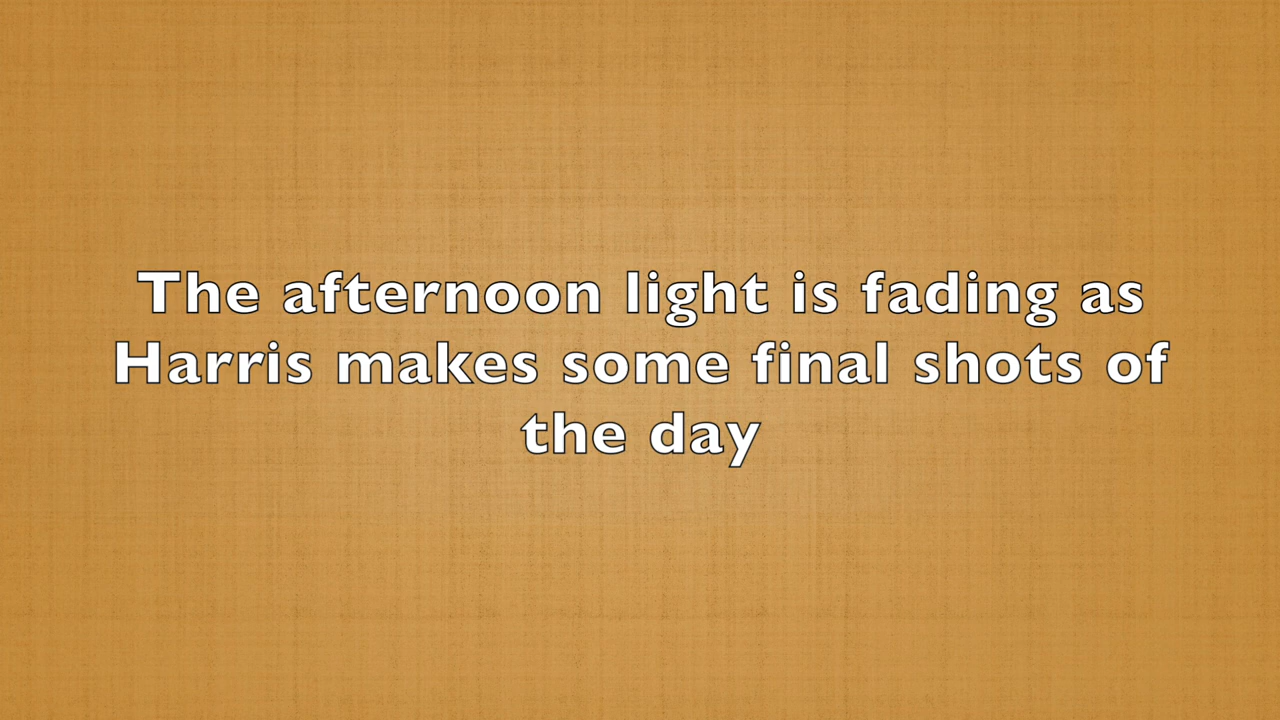 The afternoon light is fading as
Harris makes some final shots of
the day